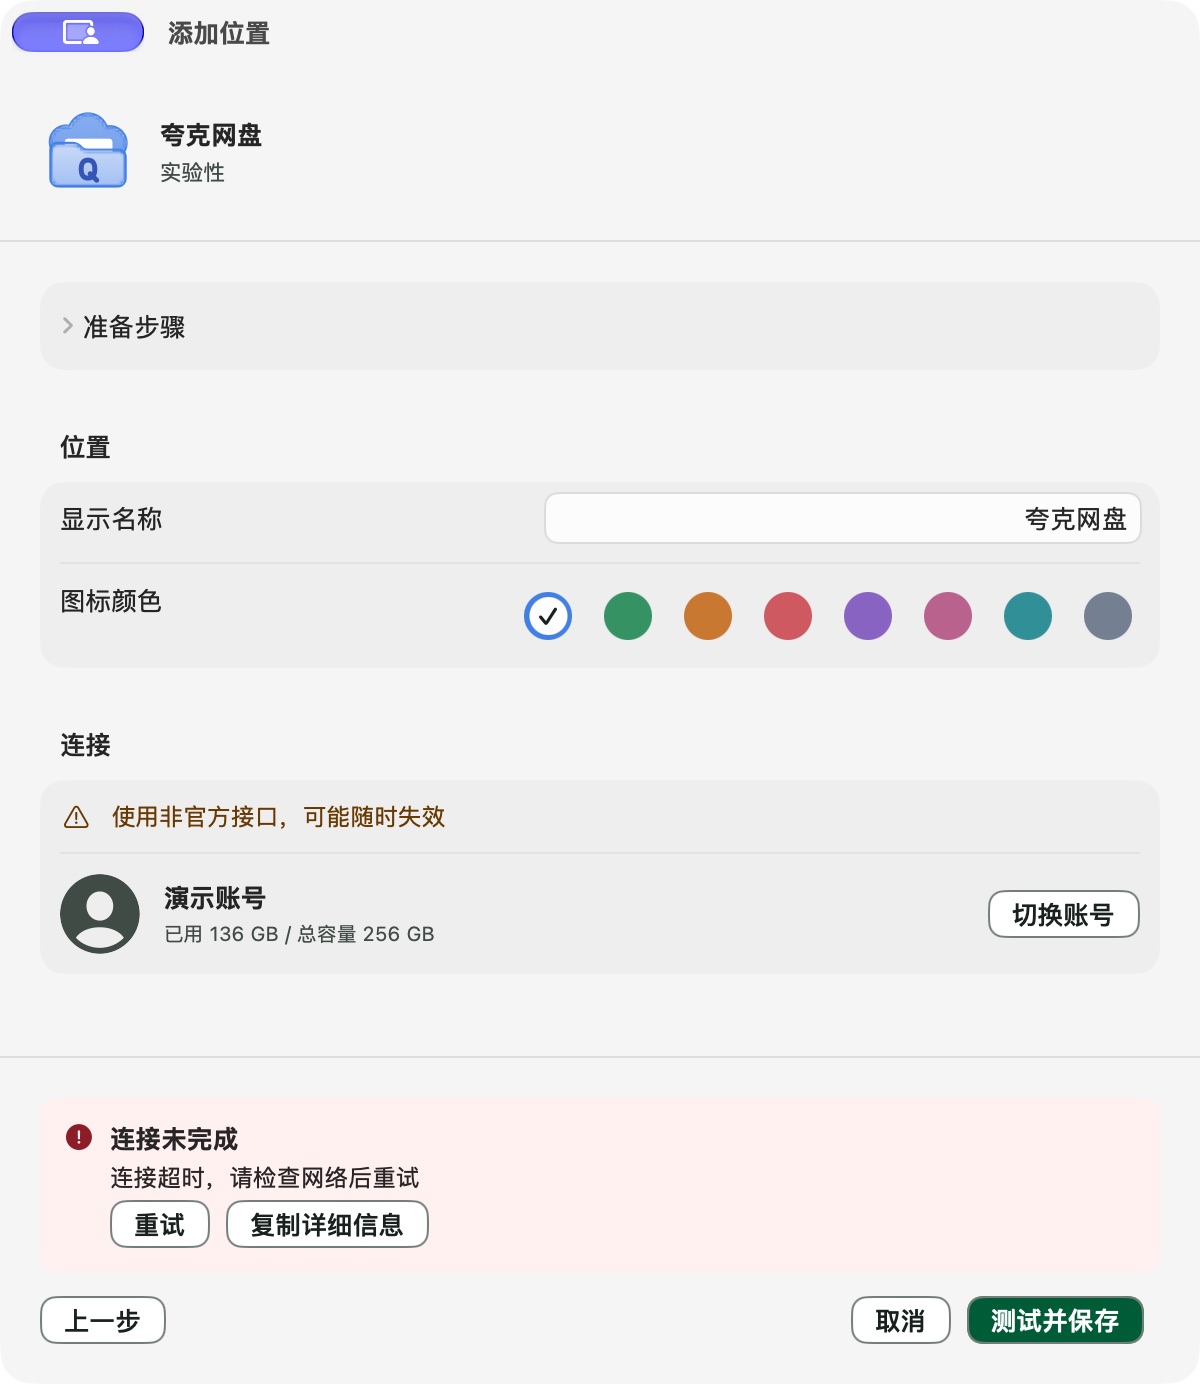 添加位置
夸克网盘
实验性
Q
准备步骤
位置
显示名称
夸克网盘
图标颜色
连接
使用非官方接口，可能随时失效
演示账号
已用 136 GB / 总容量 256 GB
切换账号
连接未完成
连接超时，请检查网络后重试
重试
复制详细信息
上一步
取消
测试并保存